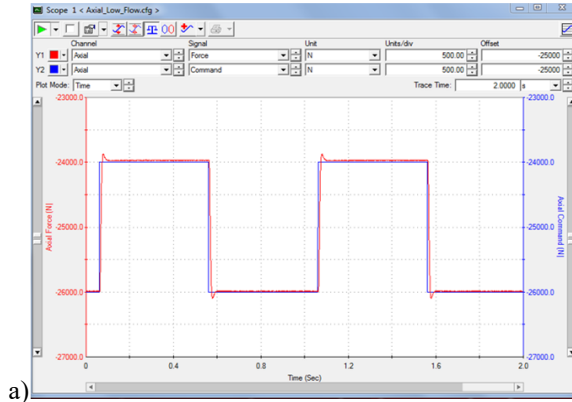 Scope 1 < Axial_Low_Flow.cfg >
Channel Signal Unit Units/div Offset
Y1 Axial Force N 500.00 -25000
Y2 Axial Command N 500.00 -25000
Plot Mode: Time Trace Time: 2.0000 s
-23000.0 -23000.0
-24000.0 -24000.0
Axial Force (N) -25000.0 -25000.0 Axial Command (N)
-26000.0 -26000.0
-27000.0 -27000.0
0 0.4 0.8 1.2 1.6 2.0
Time (Sec)
a)